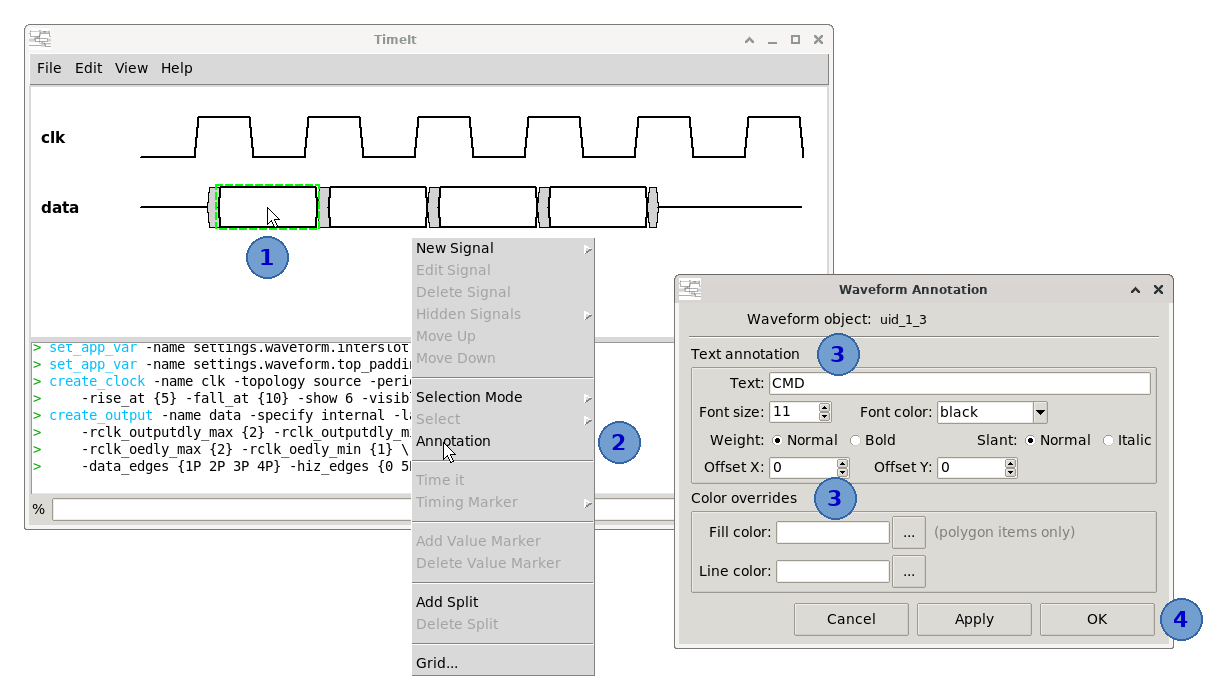 TimeIt
File Edit View Help
clk
data
1
> set_app_var -name settings.waveform.interslot
> set_app_var -name settings.waveform.top_paddi
> create_clock -name clk -topology source -perio
> -rise_at {5} -fall_at {10} -show 6 -visib
> create_output -name data -specify internal -la
> -rclk_outputdly_max {2} -rclk_outputdly_m
> -rclk_oedly_max {2} -rclk_oedly_min {1} \
> -data_edges {1P 2P 3P 4P} -hiz_edges {0 5
%
New Signal
Edit Signal
Delete Signal
Hidden Signals
Move Up
Move Down
Selection Mode
Select
Annotation
2
Time it
Timing Marker
Add Value Marker
Delete Value Marker
Add Split
Delete Split
Grid...
Waveform Annotation
Waveform object: uid_1_3
Text annotation
3
Text: CMD
Font size: 11 Font color: black
Weight: Normal Bold Slant: Normal Italic
Offset X: 0 Offset Y: 0
Color overrides
3
Fill color: ... (polygon items only)
Line color: ...
Cancel Apply OK
4